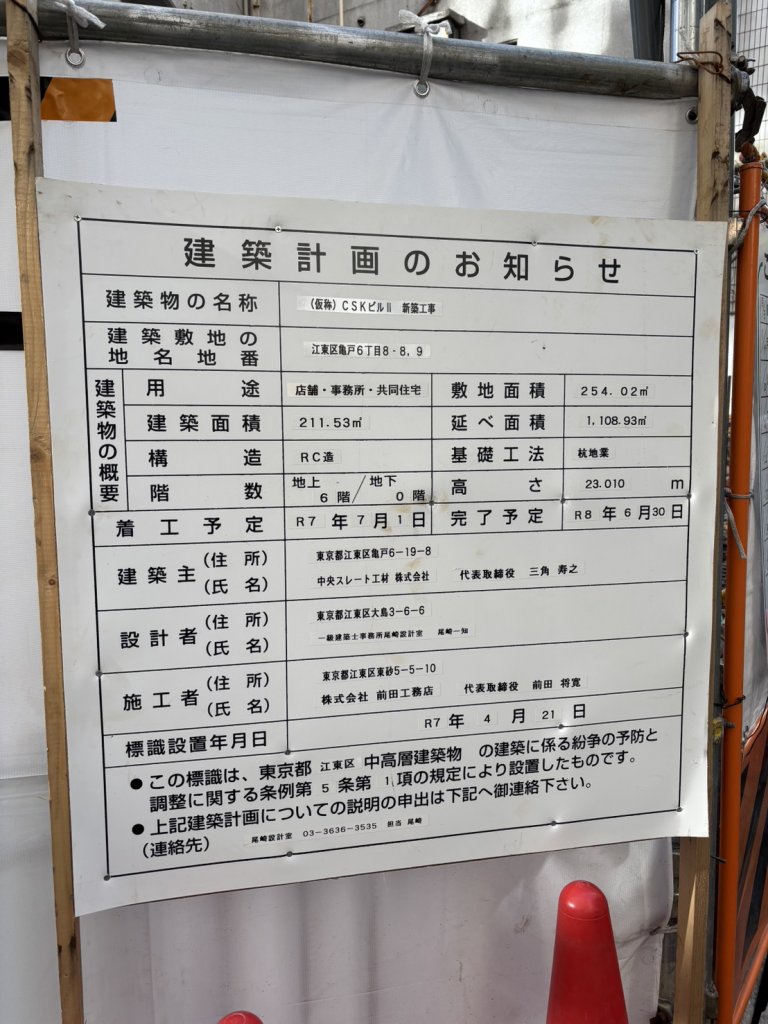 建築計画のお知らせ
建築物の名称 (仮称)CSKビルⅡ 新築工事
建築敷地の地名地番 江東区亀戸6丁目8-8,9
建築物の概要
用途 店舗・事務所・共同住宅 敷地面積 254.02㎡
建築面積 211.53㎡ 延べ面積 1,108.93㎡
構造 RC造 基礎工法 杭地業
階数 地上6階/地下0階 高さ 23.010 m
着工予定 R7年7月1日 完了予定 R8年6月30日
建築主(住所) 東京都江東区亀戸6-19-8
(氏名) 中央スレート工材 株式会社 代表取締役 三角 寿之
設計者(住所) 東京都江東区大島3-6-6
(氏名) 一級建築士事務所尾崎設計室 尾崎一知
施工者(住所) 東京都江東区東砂5-5-10
(氏名) 株式会社 前田工務店 代表取締役 前田 将寛
標識設置年月日 R7年4月21日
●この標識は、東京都 江東区 中高層建築物 の建築に係る紛争の予防と
調整に関する条例第5条第1項の規定により設置したものです。
●上記建築計画についての説明の申出は下記へ御連絡下さい。
(連絡先) 尾崎設計室 03-3636-3535 担当 尾崎